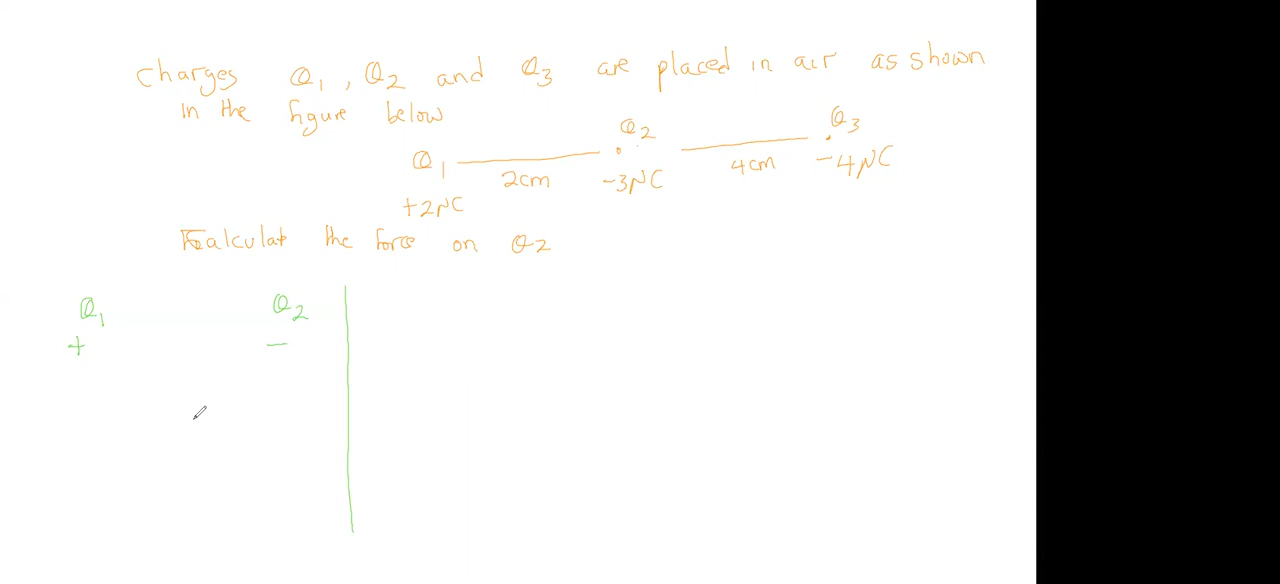 Charges Q1, Q2 and Q3 are placed in air as shown
in the figure below
Q1 Q2 Q3
2cm 4cm
+2μC -3μC -4μC
Calculat the force on Q2
Q1 Q2
+ -